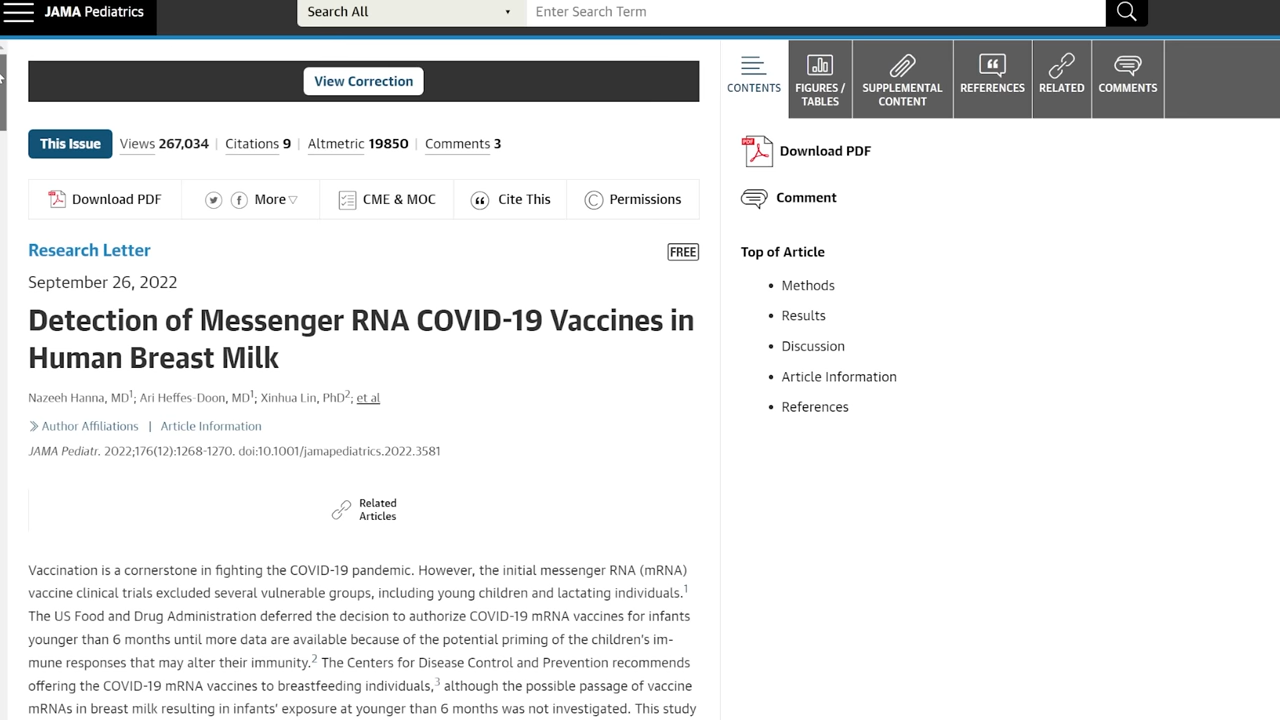 JAMA Pediatrics
Search All
Enter Search Term
View Correction
This Issue
Views 267,034 | Citations 9 | Altmetric 19850 | Comments 3
Download PDF
More
CME & MOC
Cite This
Permissions
Research Letter
FREE
September 26, 2022
Detection of Messenger RNA COVID-19 Vaccines in
Human Breast Milk
Nazeeh Hanna, MD1; Ari Heffes-Doon, MD1; Xinhua Lin, PhD2; et al
Author Affiliations | Article Information
JAMA Pediatr. 2022;176(12):1268-1270. doi:10.1001/jamapediatrics.2022.3581
Related
Articles
Vaccination is a cornerstone in fighting the COVID-19 pandemic. However, the initial messenger RNA (mRNA)
vaccine clinical trials excluded several vulnerable groups, including young children and lactating individuals.1
The US Food and Drug Administration deferred the decision to authorize COVID-19 mRNA vaccines for infants
younger than 6 months until more data are available because of the potential priming of the children's im-
mune responses that may alter their immunity.2 The Centers for Disease Control and Prevention recommends
offering the COVID-19 mRNA vaccines to breastfeeding individuals,3 although the possible passage of vaccine
mRNAs in breast milk resulting in infants' exposure at younger than 6 months was not investigated. This study
CONTENTS
FIGURES /
TABLES
SUPPLEMENTAL
CONTENT
REFERENCES
RELATED
COMMENTS
PDF
Download PDF
Comment
Top of Article
• Methods
• Results
• Discussion
• Article Information
• References